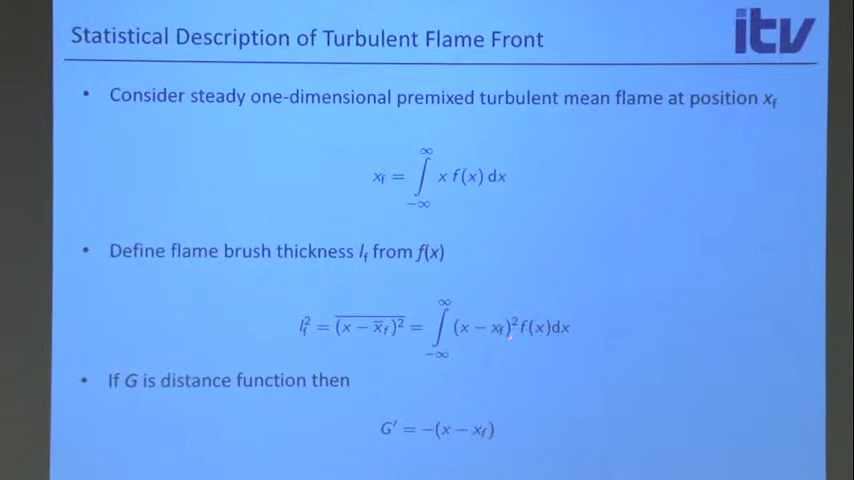 Statistical Description of Turbulent Flame Front
itv
• Consider steady one-dimensional premixed turbulent mean flame at position x_f
x_f = ∫_{-∞}^{∞} x f(x) dx
• Define flame brush thickness l_f from f(x)
l_f^2 = \overline{(x − \overline{x}_f)^2} = ∫_{-∞}^{∞} (x − x_f)^2 f(x)dx
• If G is distance function then
G′ = −(x − x_f)